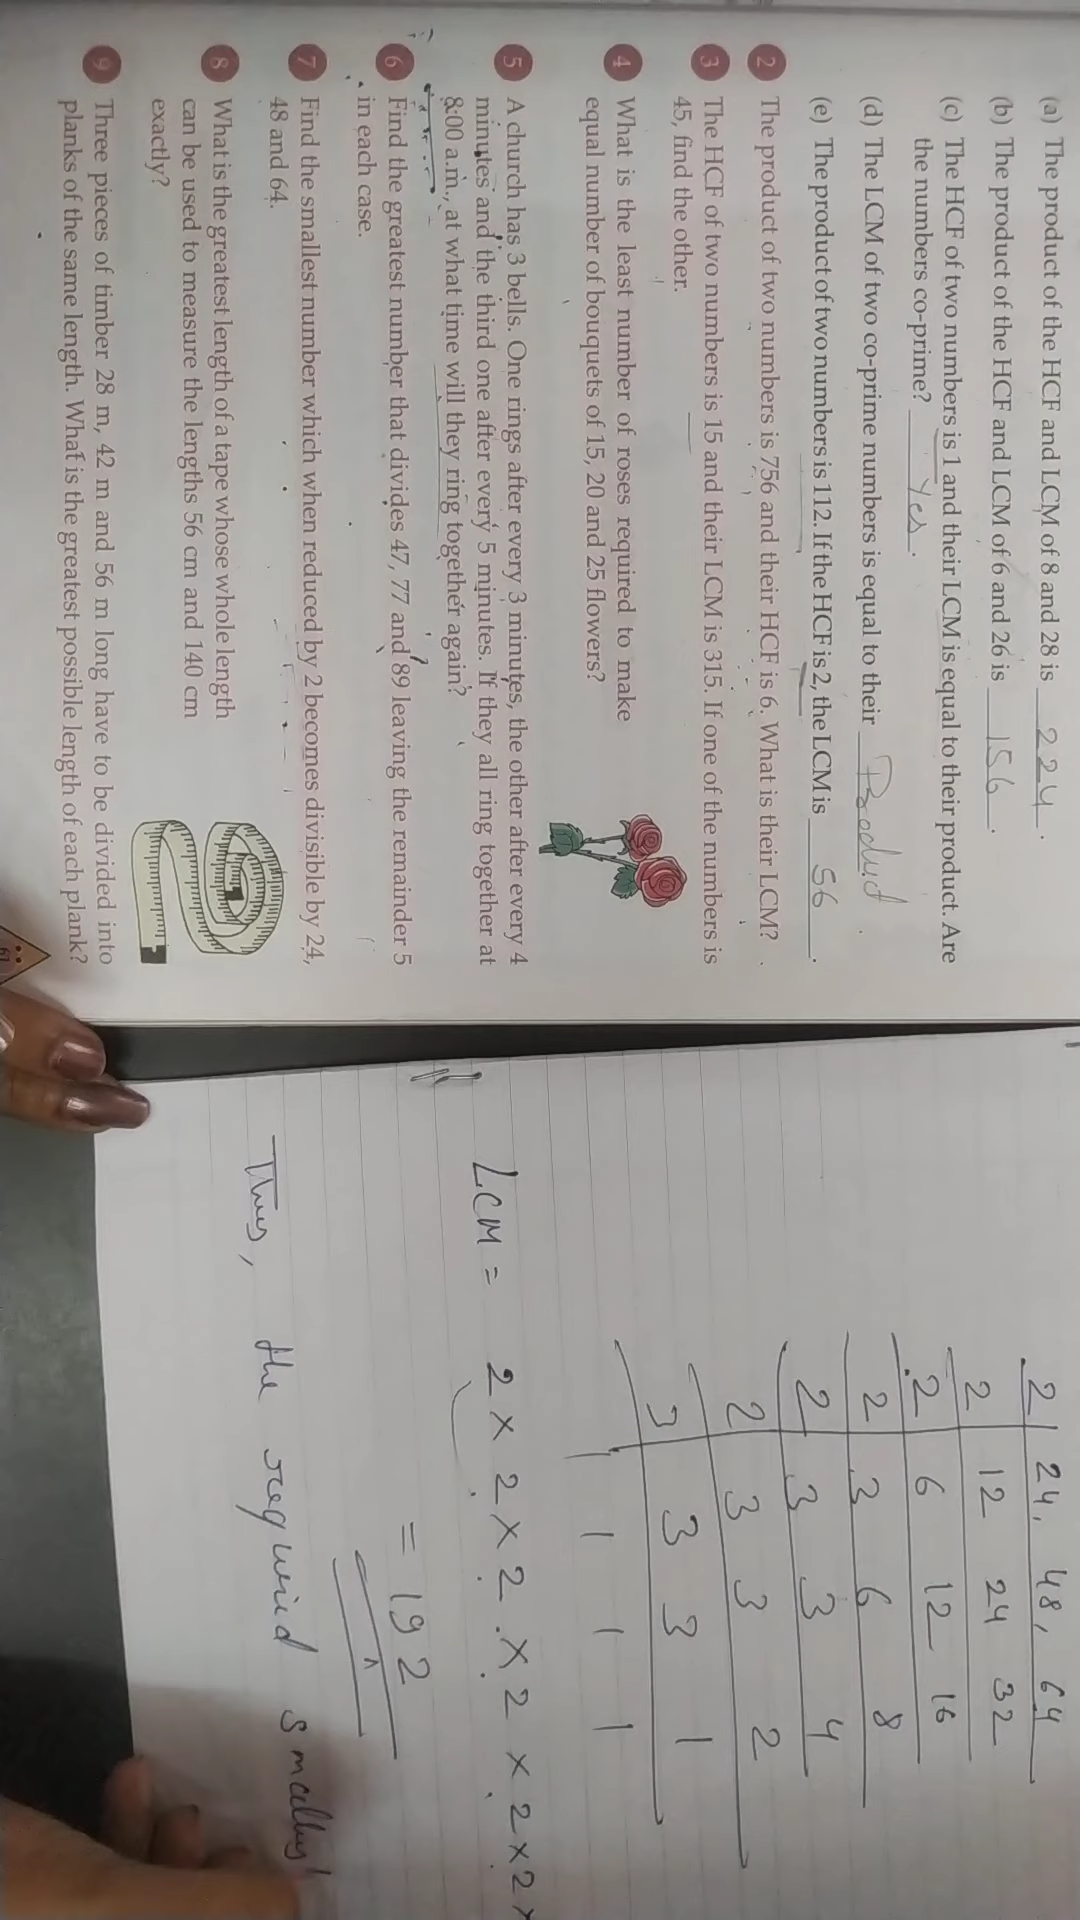 (a) The product of the HCF and LCM of 8 and 28 is 224.
(b) The product of the HCF and LCM of 6 and 26 is 156.
(c) The HCF of two numbers is 1 and their LCM is equal to their product. Are
the numbers co-prime? Yes.
(d) The LCM of two co-prime numbers is equal to their Product.
(e) The product of two numbers is 112. If the HCF is 2, the LCM is 56.
2 The product of two numbers is 756 and their HCF is 6. What is their LCM?
3 The HCF of two numbers is 15 and their LCM is 315. If one of the numbers is
45, find the other.
4 What is the least number of roses required to make
equal number of bouquets of 15, 20 and 25 flowers?
5 A church has 3 bells. One rings after every 3 minutes, the other after every 4
minutes and the third one after every 5 minutes. If they all ring together at
8:00 a.m., at what time will they ring together again?
6 Find the greatest number that divides 47, 77 and 89 leaving the remainder 5
in each case.
7 Find the smallest number which when reduced by 2 becomes divisible by 24,
48 and 64.
8 What is the greatest length of a tape whose whole length
can be used to measure the lengths 56 cm and 140 cm
exactly?
9 Three pieces of timber 28 m, 42 m and 56 m long have to be divided into
planks of the same length. What is the greatest possible length of each plank?
61
2 24, 48, 64
2 12 24 32
2 6 12 16
2 3 6 8
2 3 3 4
2 3 3 2
3 3 3 1
1 1 1 1
LCM = 2 × 2 × 2 × 2 × 2 × 2 ×
= 192
Thus, the required smallest